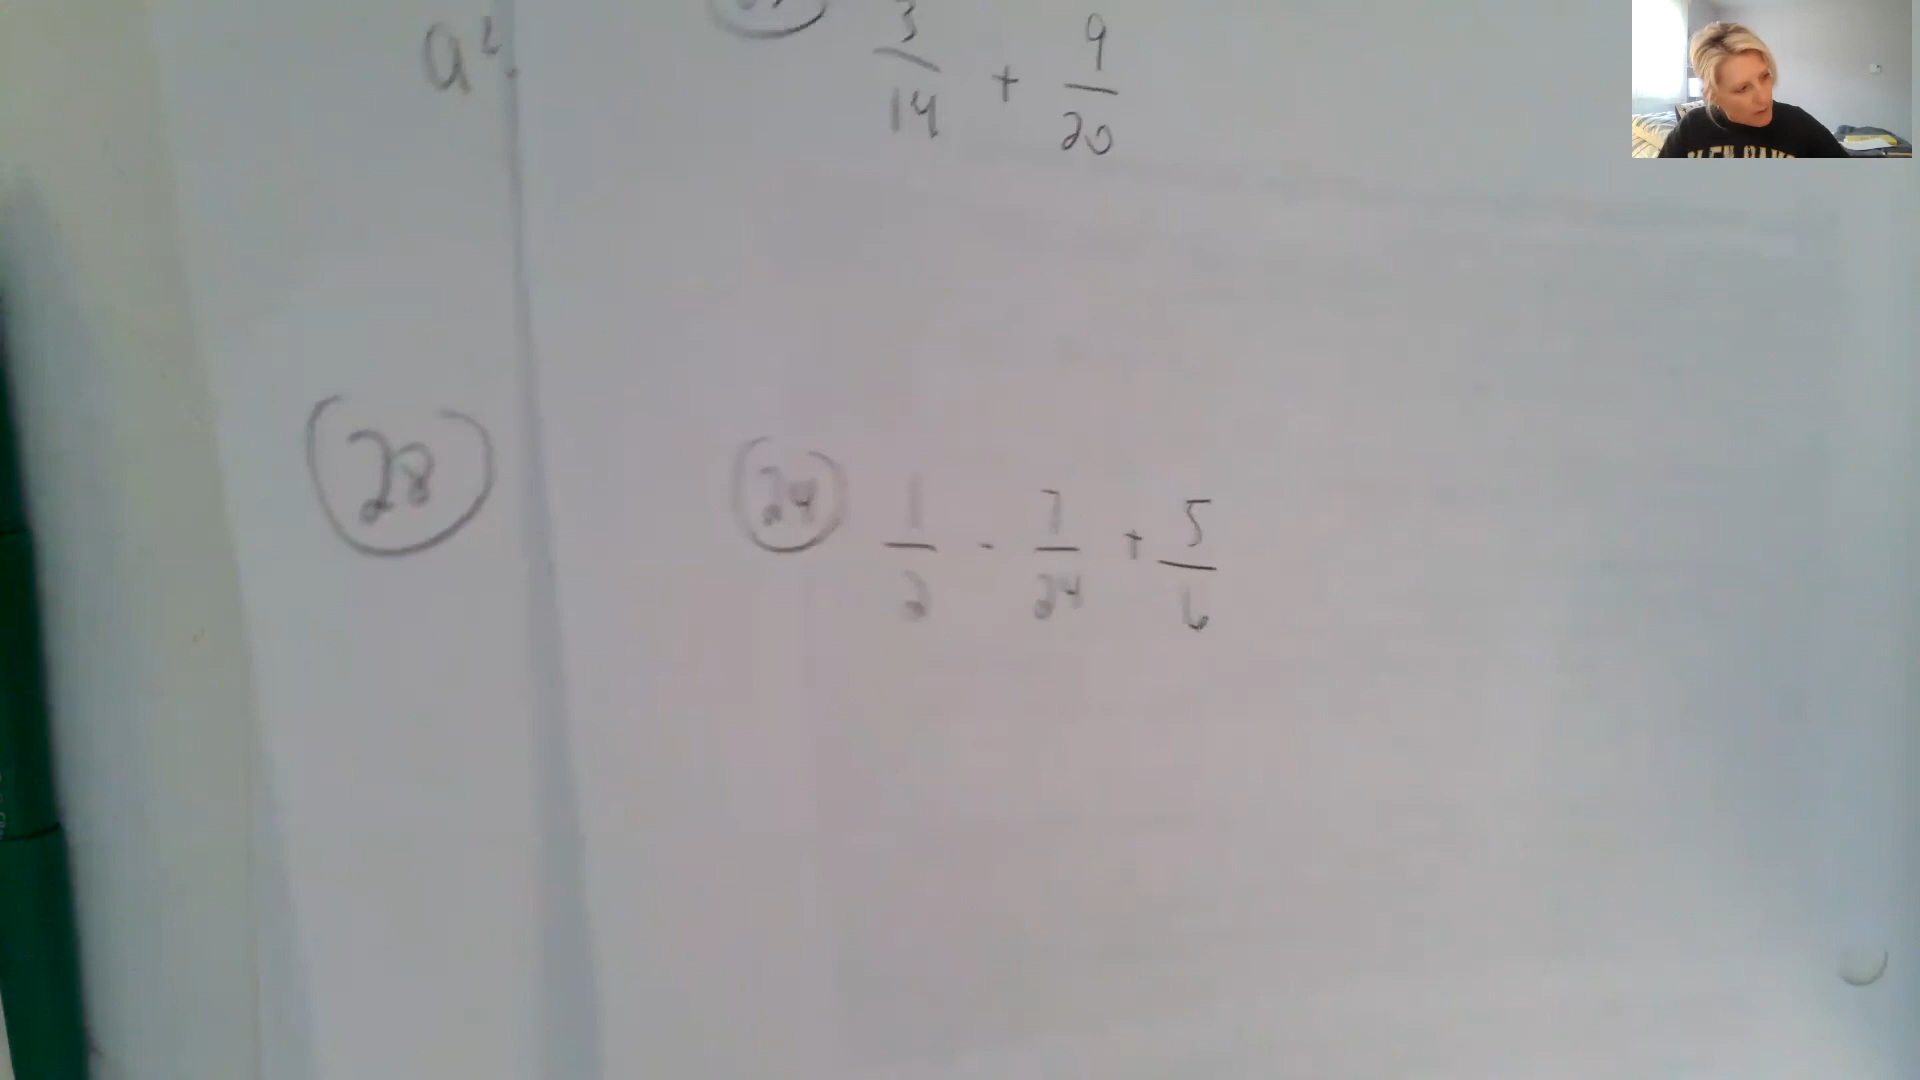 a²
3/14 + 9/20
28
24 1/2 - 7/24 + 5/6